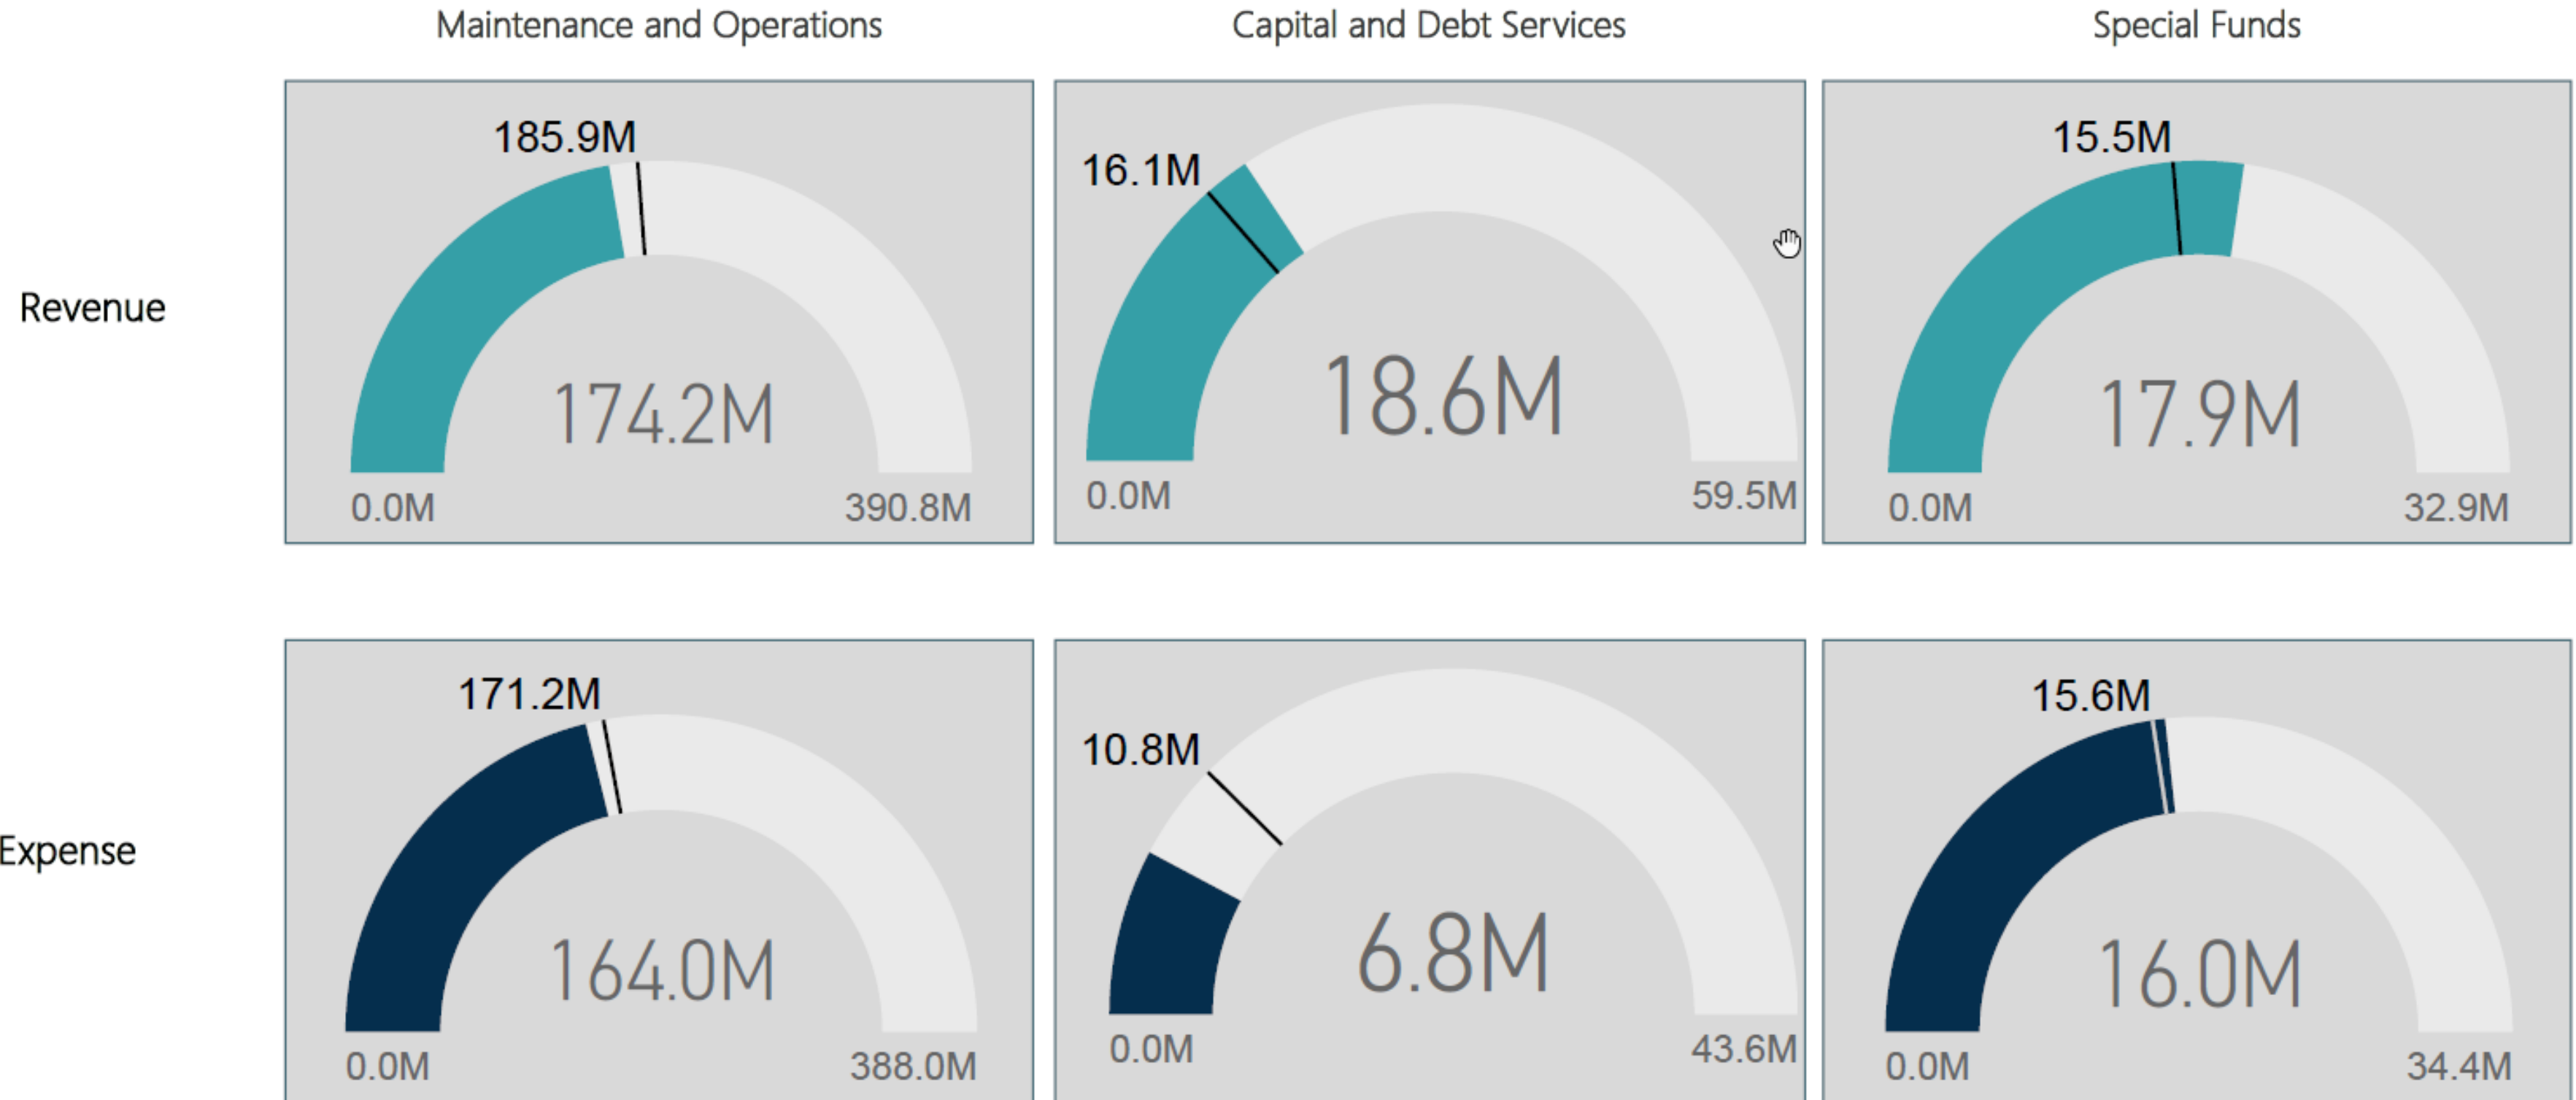 Maintenance and Operations
Capital and Debt Services
Special Funds
Revenue
185.9M
174.2M
0.0M
390.8M
16.1M
18.6M
0.0M
59.5M
15.5M
17.9M
0.0M
32.9M
Expense
171.2M
164.0M
0.0M
388.0M
10.8M
6.8M
0.0M
43.6M
15.6M
16.0M
0.0M
34.4M